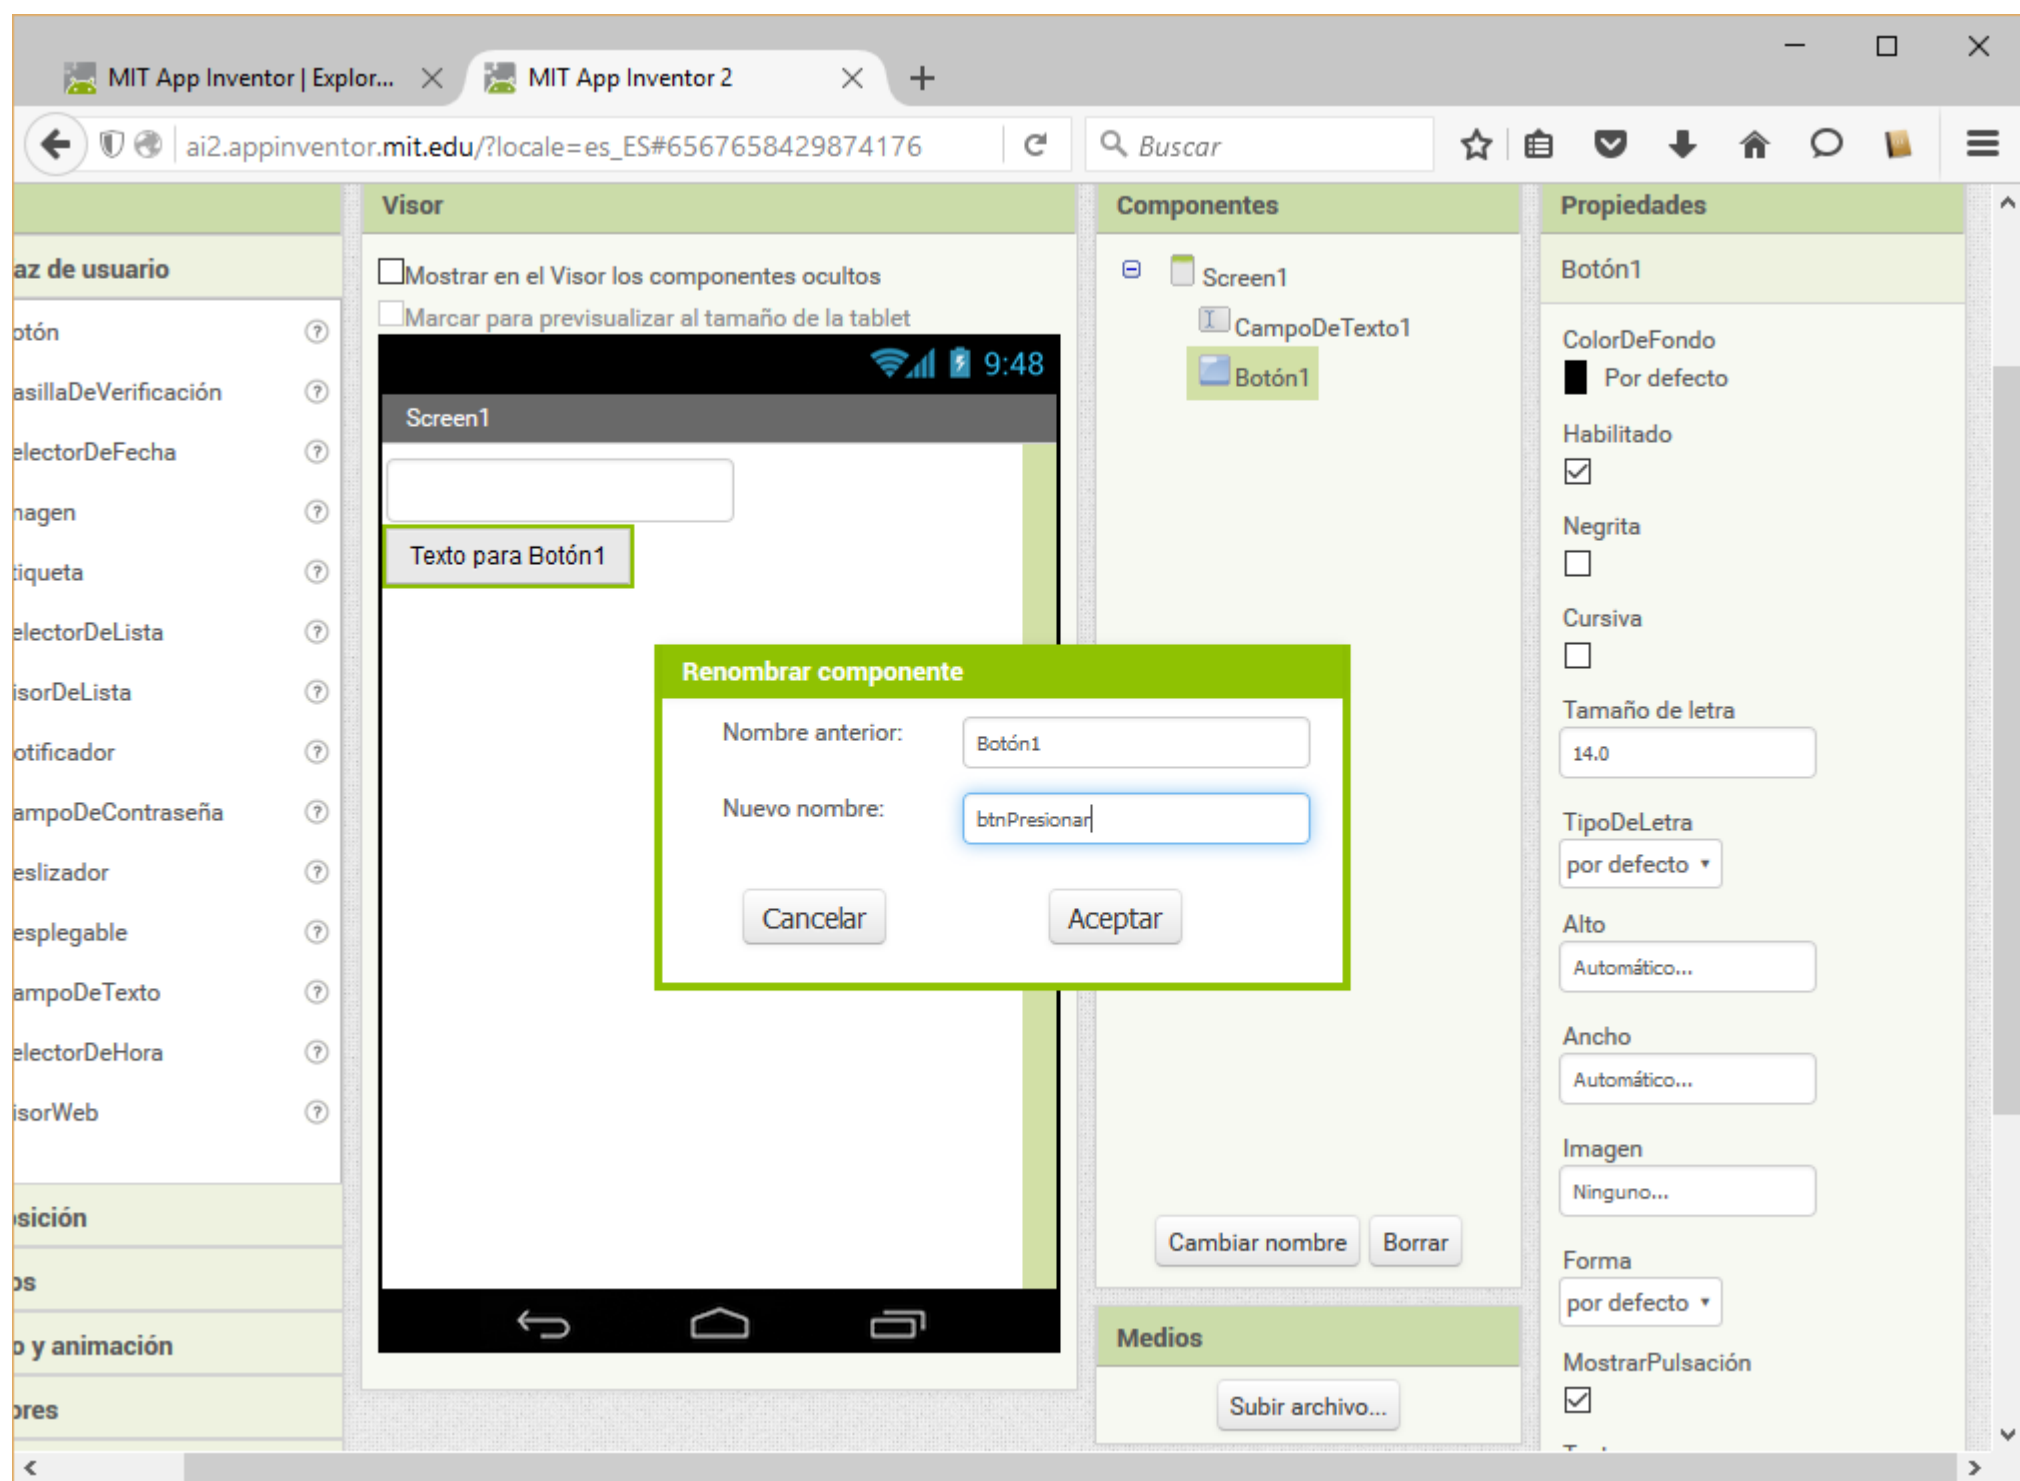 MIT App Inventor | Explor...
MIT App Inventor 2
ai2.appinventor.mit.edu/?locale=es_ES#6567658429874176
Buscar
az de usuario
otón
asillaDeVerificación
electorDeFecha
nagen
tiqueta
electorDeLista
isorDeLista
otificador
ampoDeContraseña
eslizador
esplegable
ampoDeTexto
electorDeHora
isorWeb
sición
os
o y animación
ores
Visor
Mostrar en el Visor los componentes ocultos
Marcar para previsualizar al tamaño de la tablet
9:48
Screen1
Texto para Botón1
Renombrar componente
Nombre anterior:
Botón1
Nuevo nombre:
btnPresionar
Cancelar
Aceptar
Componentes
Screen1
CampoDeTexto1
Botón1
Cambiar nombre
Borrar
Medios
Subir archivo...
Propiedades
Botón1
ColorDeFondo
Por defecto
Habilitado
Negrita
Cursiva
Tamaño de letra
14.0
TipoDeLetra
por defecto
Alto
Automático...
Ancho
Automático...
Imagen
Ninguno...
Forma
por defecto
MostrarPulsación